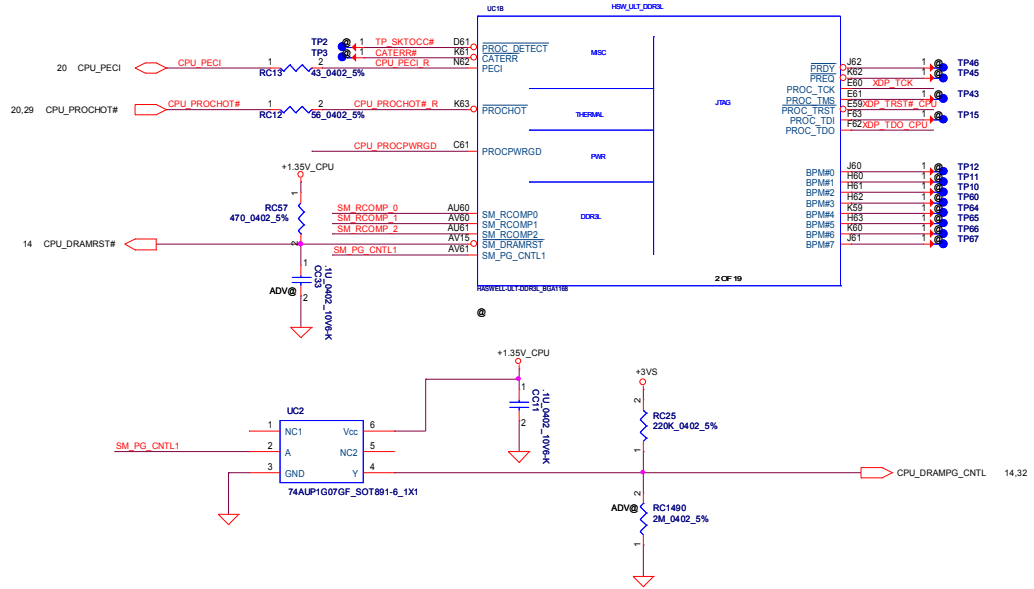 UC1B
HSW_ULT_DDR3L
TP2 @ 1 TP_SKTOCC# D61 PROC_DETECT
TP3 @ 1 CATERR# K61 CATERR
20 CPU_PECI CPU_PECI 1 2 CPU_PECI_R N62 PECI
RC13 43_0402_5%
20,29 CPU_PROCHOT# CPU_PROCHOT# 1 2 CPU_PROCHOT#_R K63 PROCHOT
RC12 56_0402_5%
CPU_PROCPWRGD C61 PROCPWRGD
+1.35V_CPU
1
RC57
470_0402_5%
2
SM_RCOMP_0 AU60 SM_RCOMP0
SM_RCOMP_1 AV60 SM_RCOMP1
SM_RCOMP_2 AU61 SM_RCOMP2
14 CPU_DRAMRST# AV15 SM_DRAMRST
SM_PG_CNTL1 AV61 SM_PG_CNTL1
1
CC33
.1U_0402_10V6-K
ADV@
2
MISC
THERMAL
PWR
DDR3L
JTAG
PRDY J62 1 @ TP46
PREQ K62 1 @ TP45
PROC_TCK E60 XDP_TCK
PROC_TMS E61 1 @ TP43
PROC_TRST E59 XDP_TRST#_CPU
PROC_TDI F63 1 @ TP15
PROC_TDO F62 XDP_TDO_CPU
BPM#0 J60 1 @ TP12
BPM#1 H60 1 @ TP11
BPM#2 H61 1 @ TP10
BPM#3 H62 1 @ TP60
BPM#4 K59 1 @ TP64
BPM#5 H63 1 @ TP65
BPM#6 K60 1 @ TP66
BPM#7 J61 1 @ TP67
2 OF 19
HASWELL-ULT-DDR3L_BGA1168
@
+1.35V_CPU
1
CC11
.1U_0402_10V6-K
2
UC2
1 NC1 Vcc 6
SM_PG_CNTL1 2 A NC2 5
3 GND Y 4
74AUP1G07GF_SOT891-6_1X1
+3VS
2
RC25
220K_0402_5%
1
CPU_DRAMPG_CNTL 14,32
2
ADV@ RC1490
2M_0402_5%
1